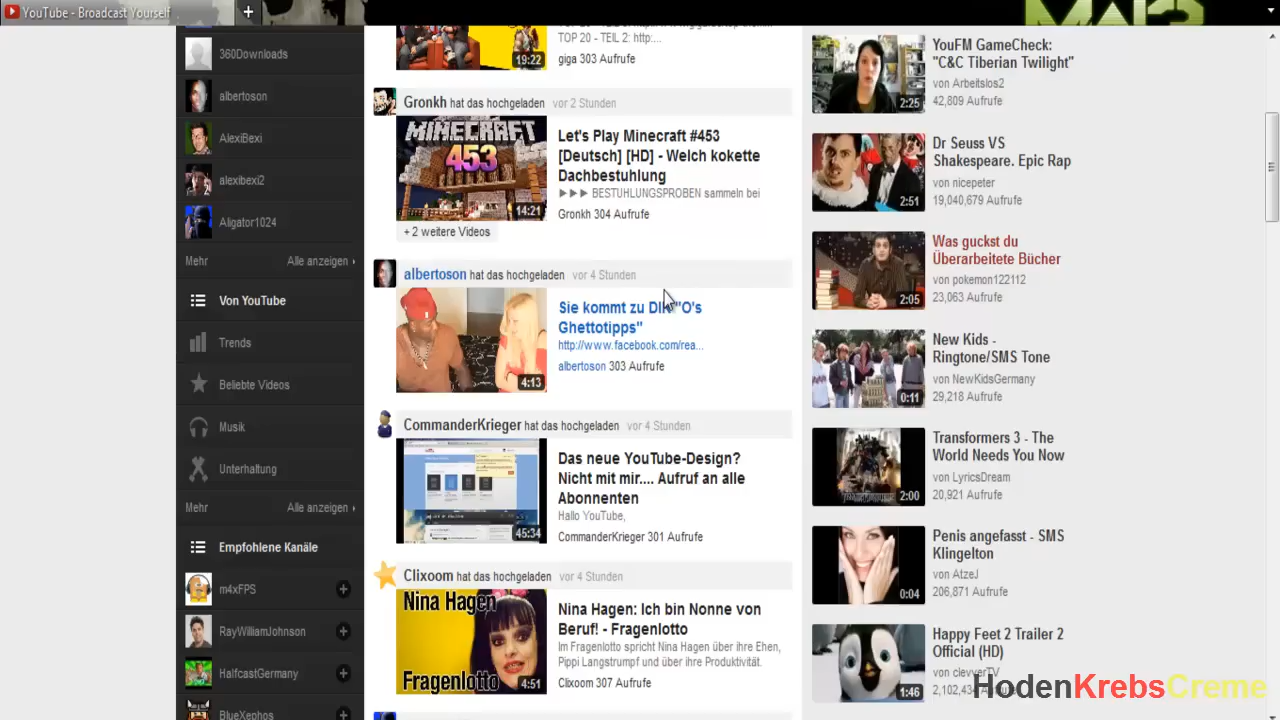 YouTube - Broadcast Yourself
360Downloads
albertoson
AlexiBexi
alexibexi2
Aligator1024
Mehr Alle anzeigen
Von YouTube
Trends
Beliebte Videos
Musik
Unterhaltung
Mehr Alle anzeigen
Empfohlene Kanäle
m4xFPS
RayWilliamJohnson
HalfcastGermany
BlueXephos
TOP 20 - TEIL 2: http:...
19:22
giga 303 Aufrufe
Gronkh hat das hochgeladen vor 2 Stunden
MINECRAFT
453
14:21
Let's Play Minecraft #453
[Deutsch] [HD] - Welch kokette
Dachbestuhlung
►►► BESTUHLUNGSPROBEN sammeln bei
Gronkh 304 Aufrufe
+ 2 weitere Videos
albertoson hat das hochgeladen vor 4 Stunden
4:13
Sie kommt zu
Ghettotipps"
http://www.facebook.com/rea...
albertoson 303 Aufrufe
CommanderKrieger hat das hochgeladen vor 4 Stunden
45:34
Das neue YouTube-Design?
Nicht mit mir.... Aufruf an alle
Abonnenten
Hallo YouTube,
CommanderKrieger 301 Aufrufe
Clixoom hat das hochgeladen vor 4 Stunden
Nina Hagen
Fragenlotto
4:51
Nina Hagen: Ich bin Nonne von
Beruf! - Fragenlotto
Im Fragenlotto spricht Nina Hagen über ihre Ehen,
Pippi Langstrumpf und über ihre Produktivität.
Clixoom 307 Aufrufe
2:25
YouFM GameCheck:
"C&C Tiberian Twilight"
von Arbeitslos2
42,809 Aufrufe
2:51
Dr Seuss VS
Shakespeare. Epic Rap
von nicepeter
19,040,679 Aufrufe
2:05
Was guckst du
Überarbeitete Bücher
von pokemon122112
23,063 Aufrufe
0:11
New Kids -
Ringtone/SMS Tone
von NewKidsGermany
29,218 Aufrufe
2:00
Transformers 3 - The
World Needs You Now
von LyricsDream
20,921 Aufrufe
0:04
Penis angefasst - SMS
Klingelton
von AtzeJ
206,871 Aufrufe
1:46
Happy Feet 2 Trailer 2
Official (HD)
von clevverTV
HodenKrebsCreme